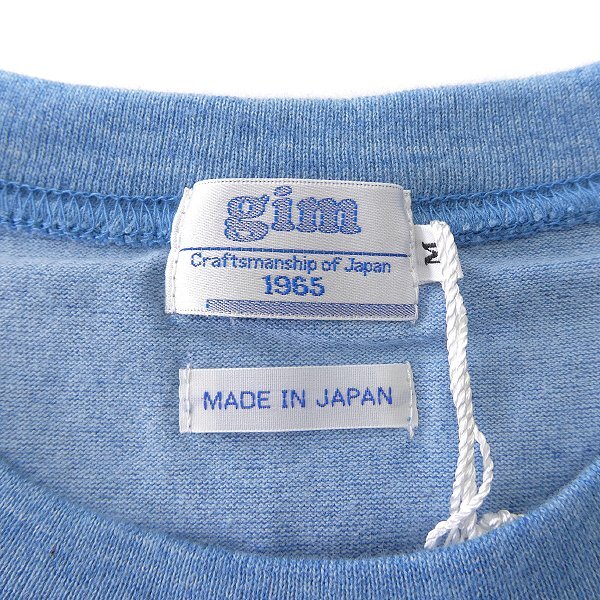 gim
Craftsmanship of Japan
1965
M
MADE IN JAPAN